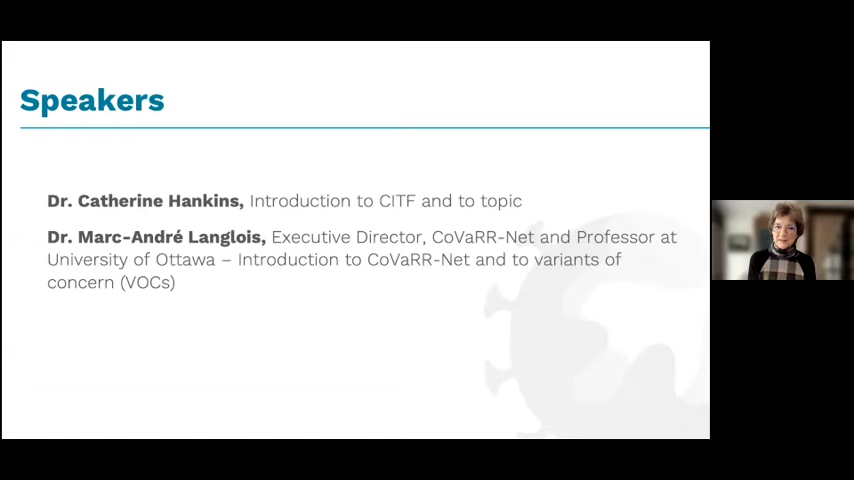 Speakers
Dr. Catherine Hankins, Introduction to CITF and to topic
Dr. Marc-André Langlois, Executive Director, CoVaRR-Net and Professor at
University of Ottawa – Introduction to CoVaRR-Net and to variants of
concern (VOCs)